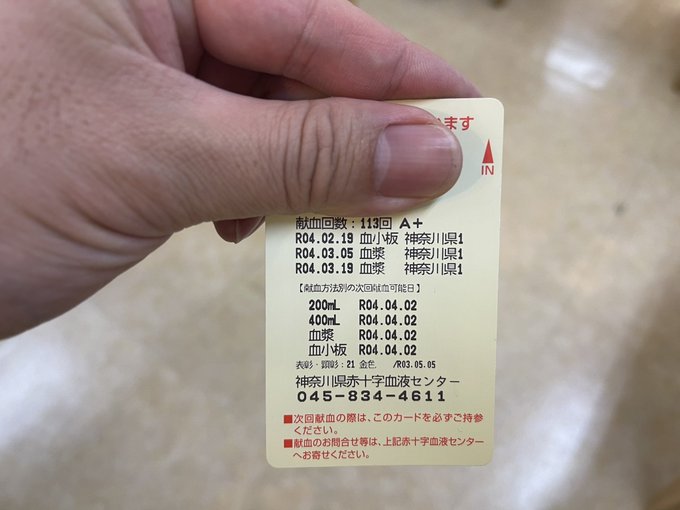 ます
IN
献血回数：113回 A+
R04.02.19 血小板 神奈川県1
R04.03.05 血漿 神奈川県1
R04.03.19 血漿 神奈川県1
【献血方法別の次回献血可能日】
200mL R04.04.02
400mL R04.04.02
血漿 R04.04.02
血小板 R04.04.02
表彰・顕彰：21 金色 /R03.05.05
神奈川県赤十字血液センター
045-834-4611
■次回献血の際は、このカードを必ずご持参
ください。
■献血のお問合せ等は、上記赤十字血液センター
へお寄せください。